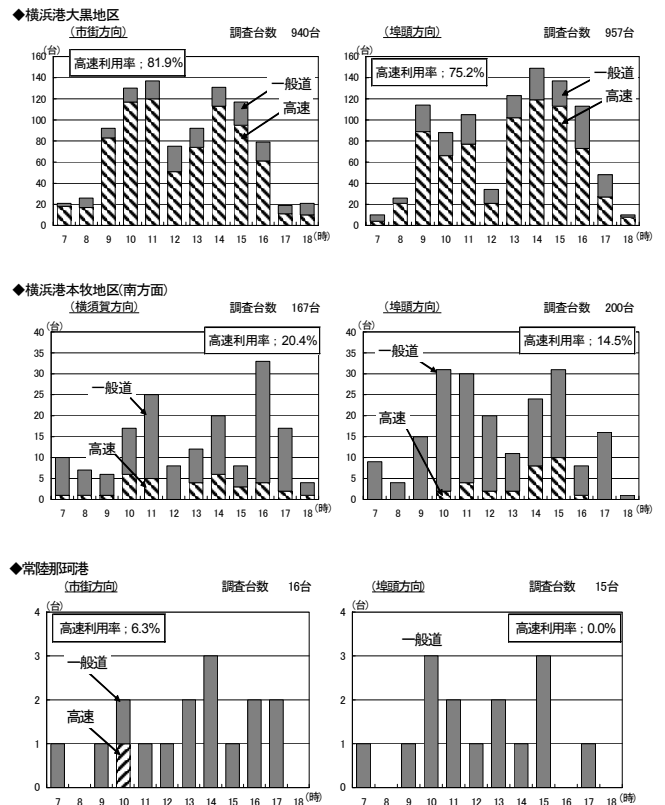 ◆横浜港大黒地区
(市街方向) 調査台数 940台
(台)
高速利用率；81.9%
一般道
高速
160
140
120
100
80
60
40
20
0
7 8 9 10 11 12 13 14 15 16 17 18 (時)
(埠頭方向) 調査台数 957台
(台)
高速利用率；75.2%
一般道
高速
160
140
120
100
80
60
40
20
0
7 8 9 10 11 12 13 14 15 16 17 18 (時)
◆横浜港本牧地区(南方面)
(横須賀方向) 調査台数 167台
(台)
高速利用率；20.4%
一般道
高速
40
35
30
25
20
15
10
5
0
7 8 9 10 11 12 13 14 15 16 17 18 (時)
(埠頭方向) 調査台数 200台
(台)
高速利用率；14.5%
一般道
高速
40
35
30
25
20
15
10
5
0
7 8 9 10 11 12 13 14 15 16 17 18 (時)
◆常陸那珂港
(市街方向) 調査台数 16台
(台)
高速利用率；6.3%
一般道
高速
4
3
2
1
0
7 8 9 10 11 12 13 14 15 16 17 18 (時)
(埠頭方向) 調査台数 15台
(台)
高速利用率；0.0%
一般道
4
3
2
1
0
7 8 9 10 11 12 13 14 15 16 17 18 (時)